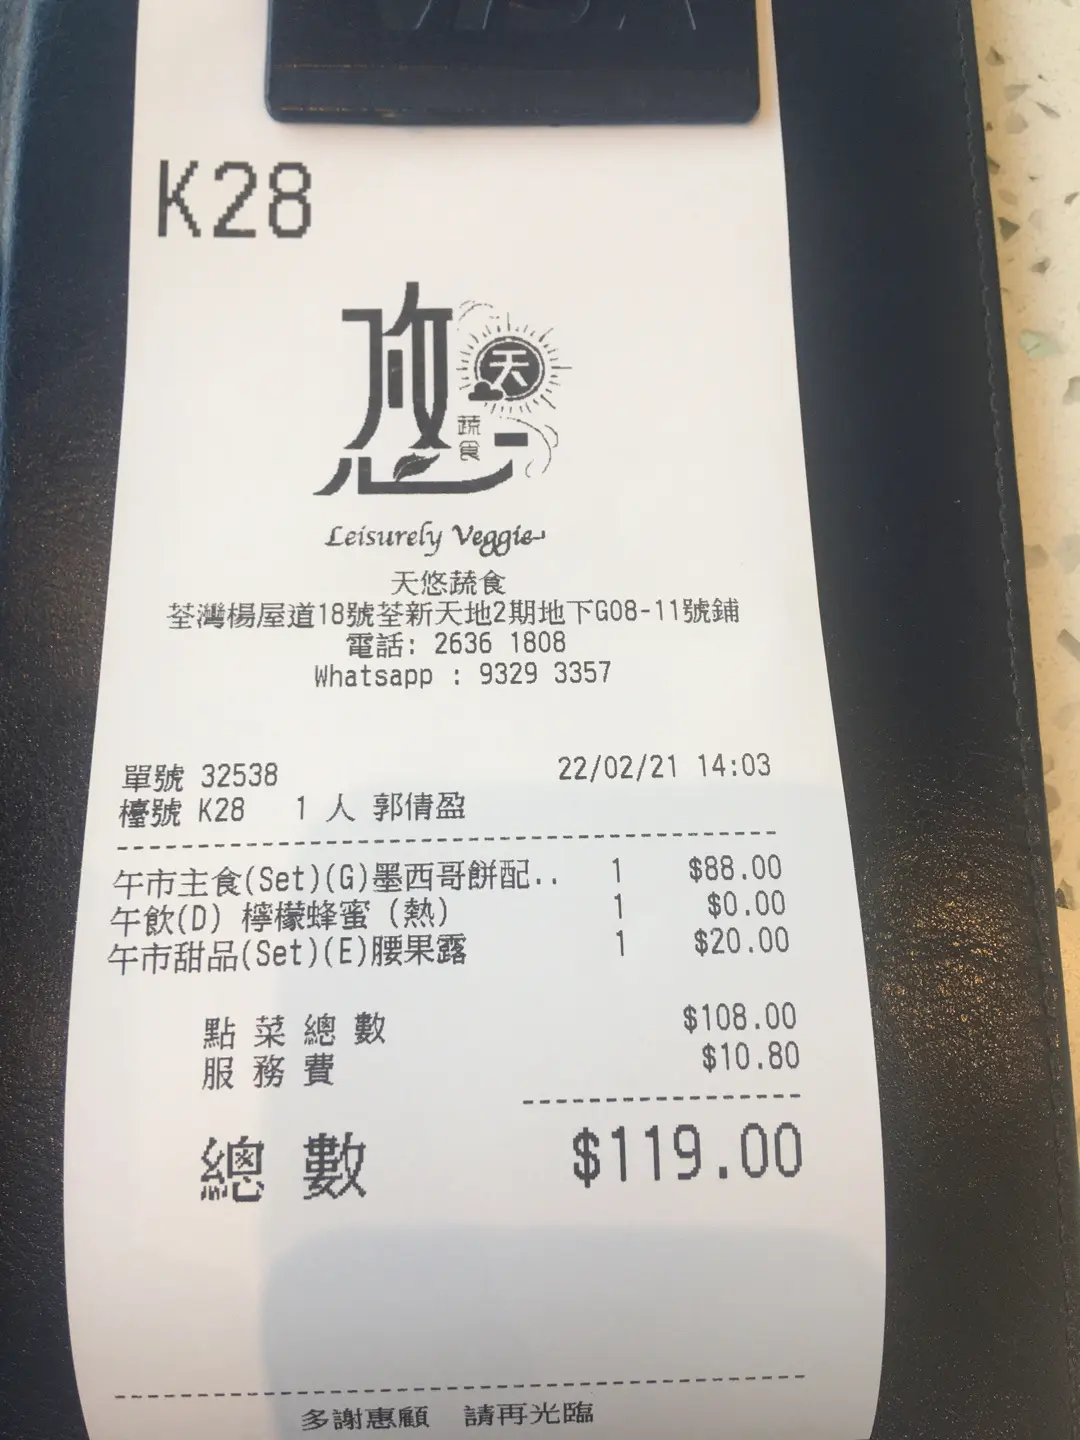 VISA
K28
悠
天
蔬食
Leisurely Veggie
天悠蔬食
荃灣楊屋道18號荃新天地2期地下G08-11號鋪
電話: 2636 1808
Whatsapp : 9329 3357
單號 32538 22/02/21 14:03
檯號 K28 1 人 郭倩盈
午市主食(Set)(G)墨西哥餅配.. 1 $88.00
午飲(D) 檸檬蜂蜜 (熱) 1 $0.00
午市甜品(Set)(E)腰果露 1 $20.00
點菜總數 $108.00
服務費 $10.80
總數 $119.00
多謝惠顧 請再光臨